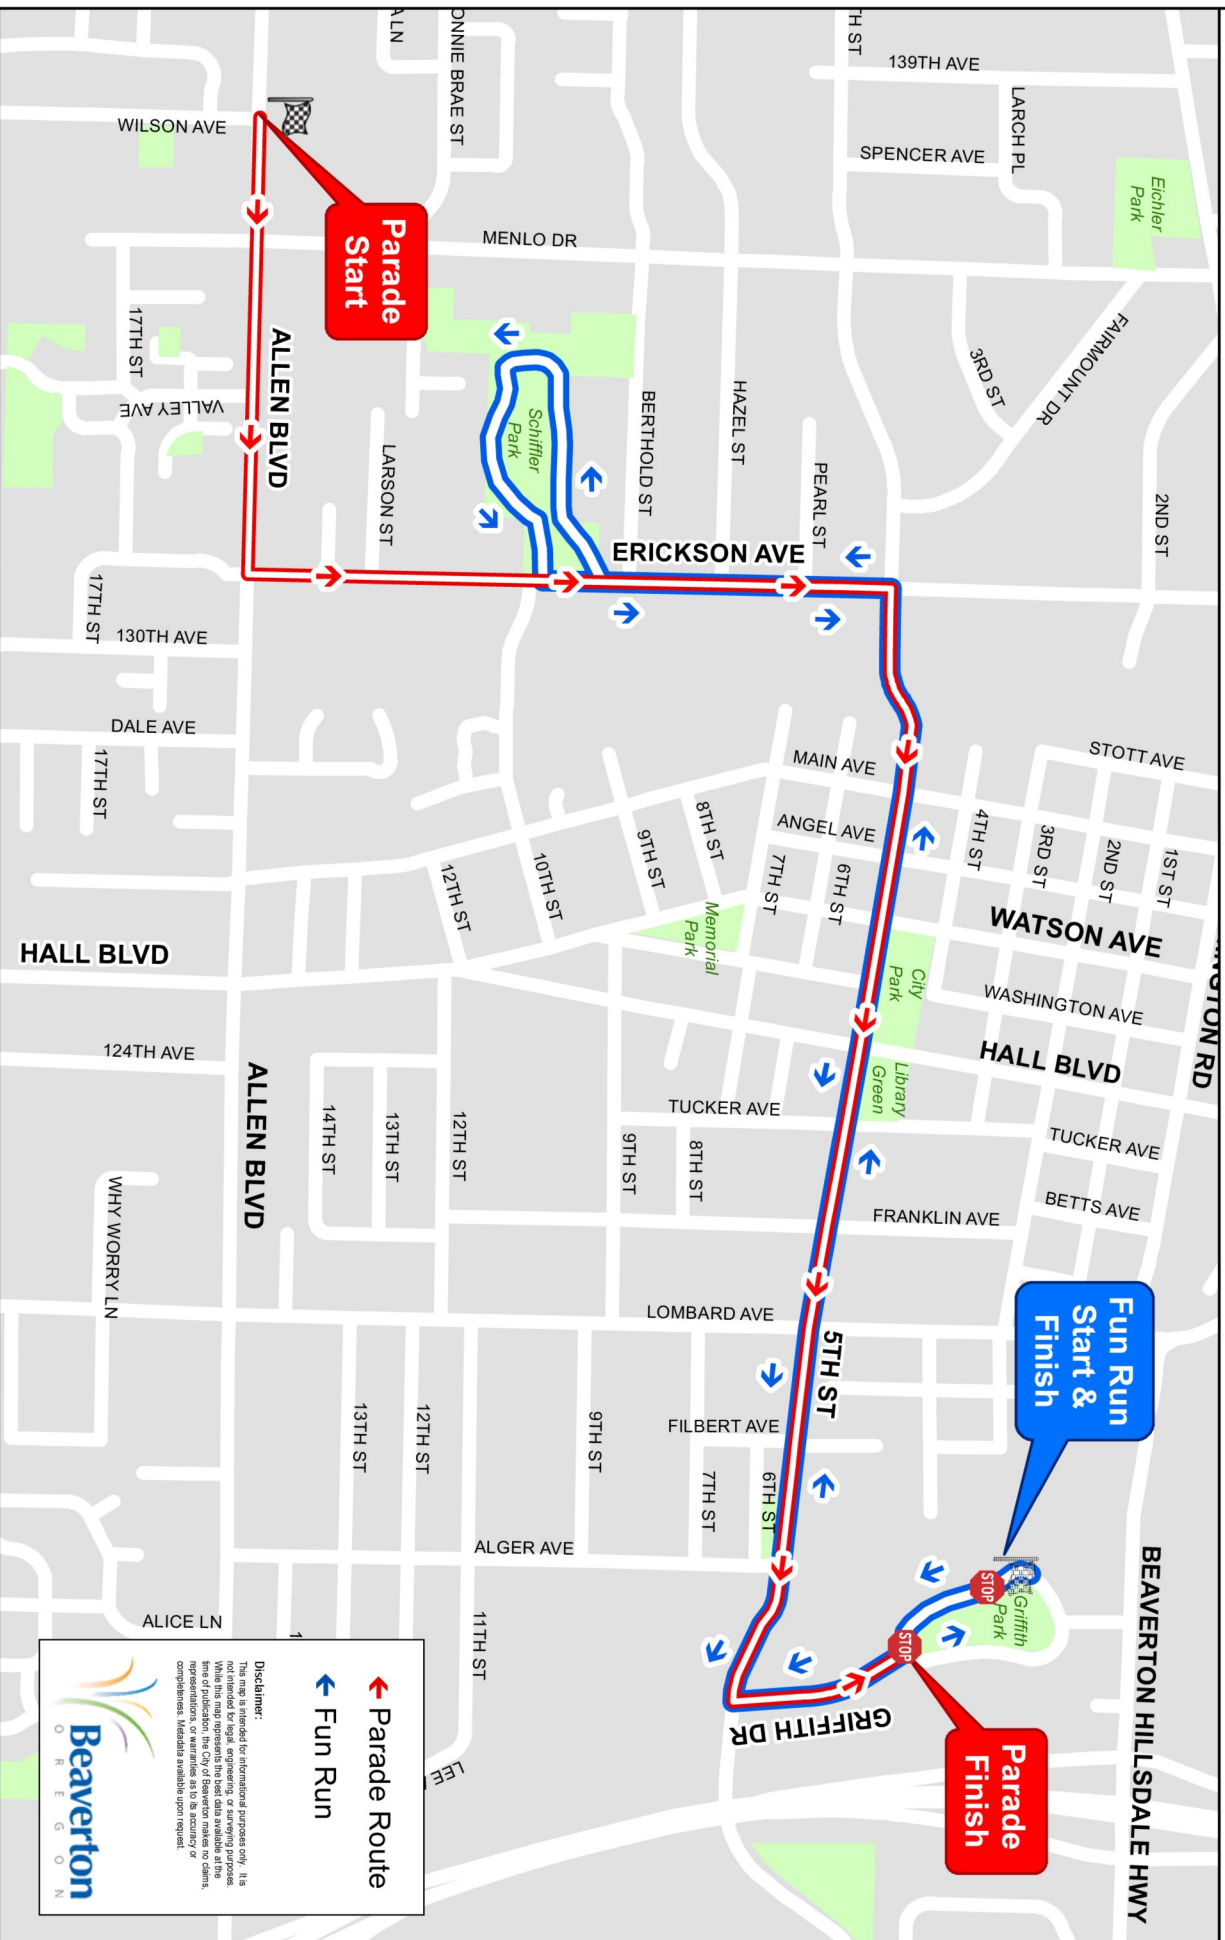 139TH AVE
LARCH PL
SPENCER AVE
Eichler
Park
TH ST
ONNIE BRAE ST
A LN
WILSON AVE
Parade
Start
MENLO DR
FAIRMOUNT DR
3RD ST
2ND ST
17TH ST
VALLEY AVE
ALLEN BLVD
LARSON ST
Schiffler
Park
BERTHOLD ST
HAZEL ST
PEARL ST
ERICKSON AVE
17TH ST
130TH AVE
DALE AVE
17TH ST
MAIN AVE
STOTT AVE
ANGEL AVE
4TH ST
3RD ST
2ND ST
1ST ST
8TH ST
9TH ST
10TH ST
12TH ST
7TH ST
6TH ST
Memorial
Park
City
Park
WATSON AVE
WASHINGTON AVE
HALL BLVD
NGTON RD
HALL BLVD
124TH AVE
ALLEN BLVD
Library
Green
TUCKER AVE
TUCKER AVE
BETTS AVE
14TH ST
13TH ST
12TH ST
9TH ST
8TH ST
FRANKLIN AVE
WHY WORRY LN
LOMBARD AVE
5TH ST
Fun Run
Start &
Finish
FILBERT AVE
13TH ST
12TH ST
9TH ST
7TH ST
6TH ST
ALGER AVE
ALICE LN
11TH ST
1
LEE
STOP
Griffith
Park
STOP
GRIFFITH DR
BEAVERTON HILLSDALE HWY
Parade
Finish
Parade Route
Fun Run
Disclaimer:
This map is intended for informational purposes only. It is
not intended for legal, engineering, or surveying purposes.
While this map represents the best data available at the
time of publication, the City of Beaverton makes no claims,
representations, or warranties as to its accuracy or
completeness. Metadata available upon request.
Beaverton
OREGON